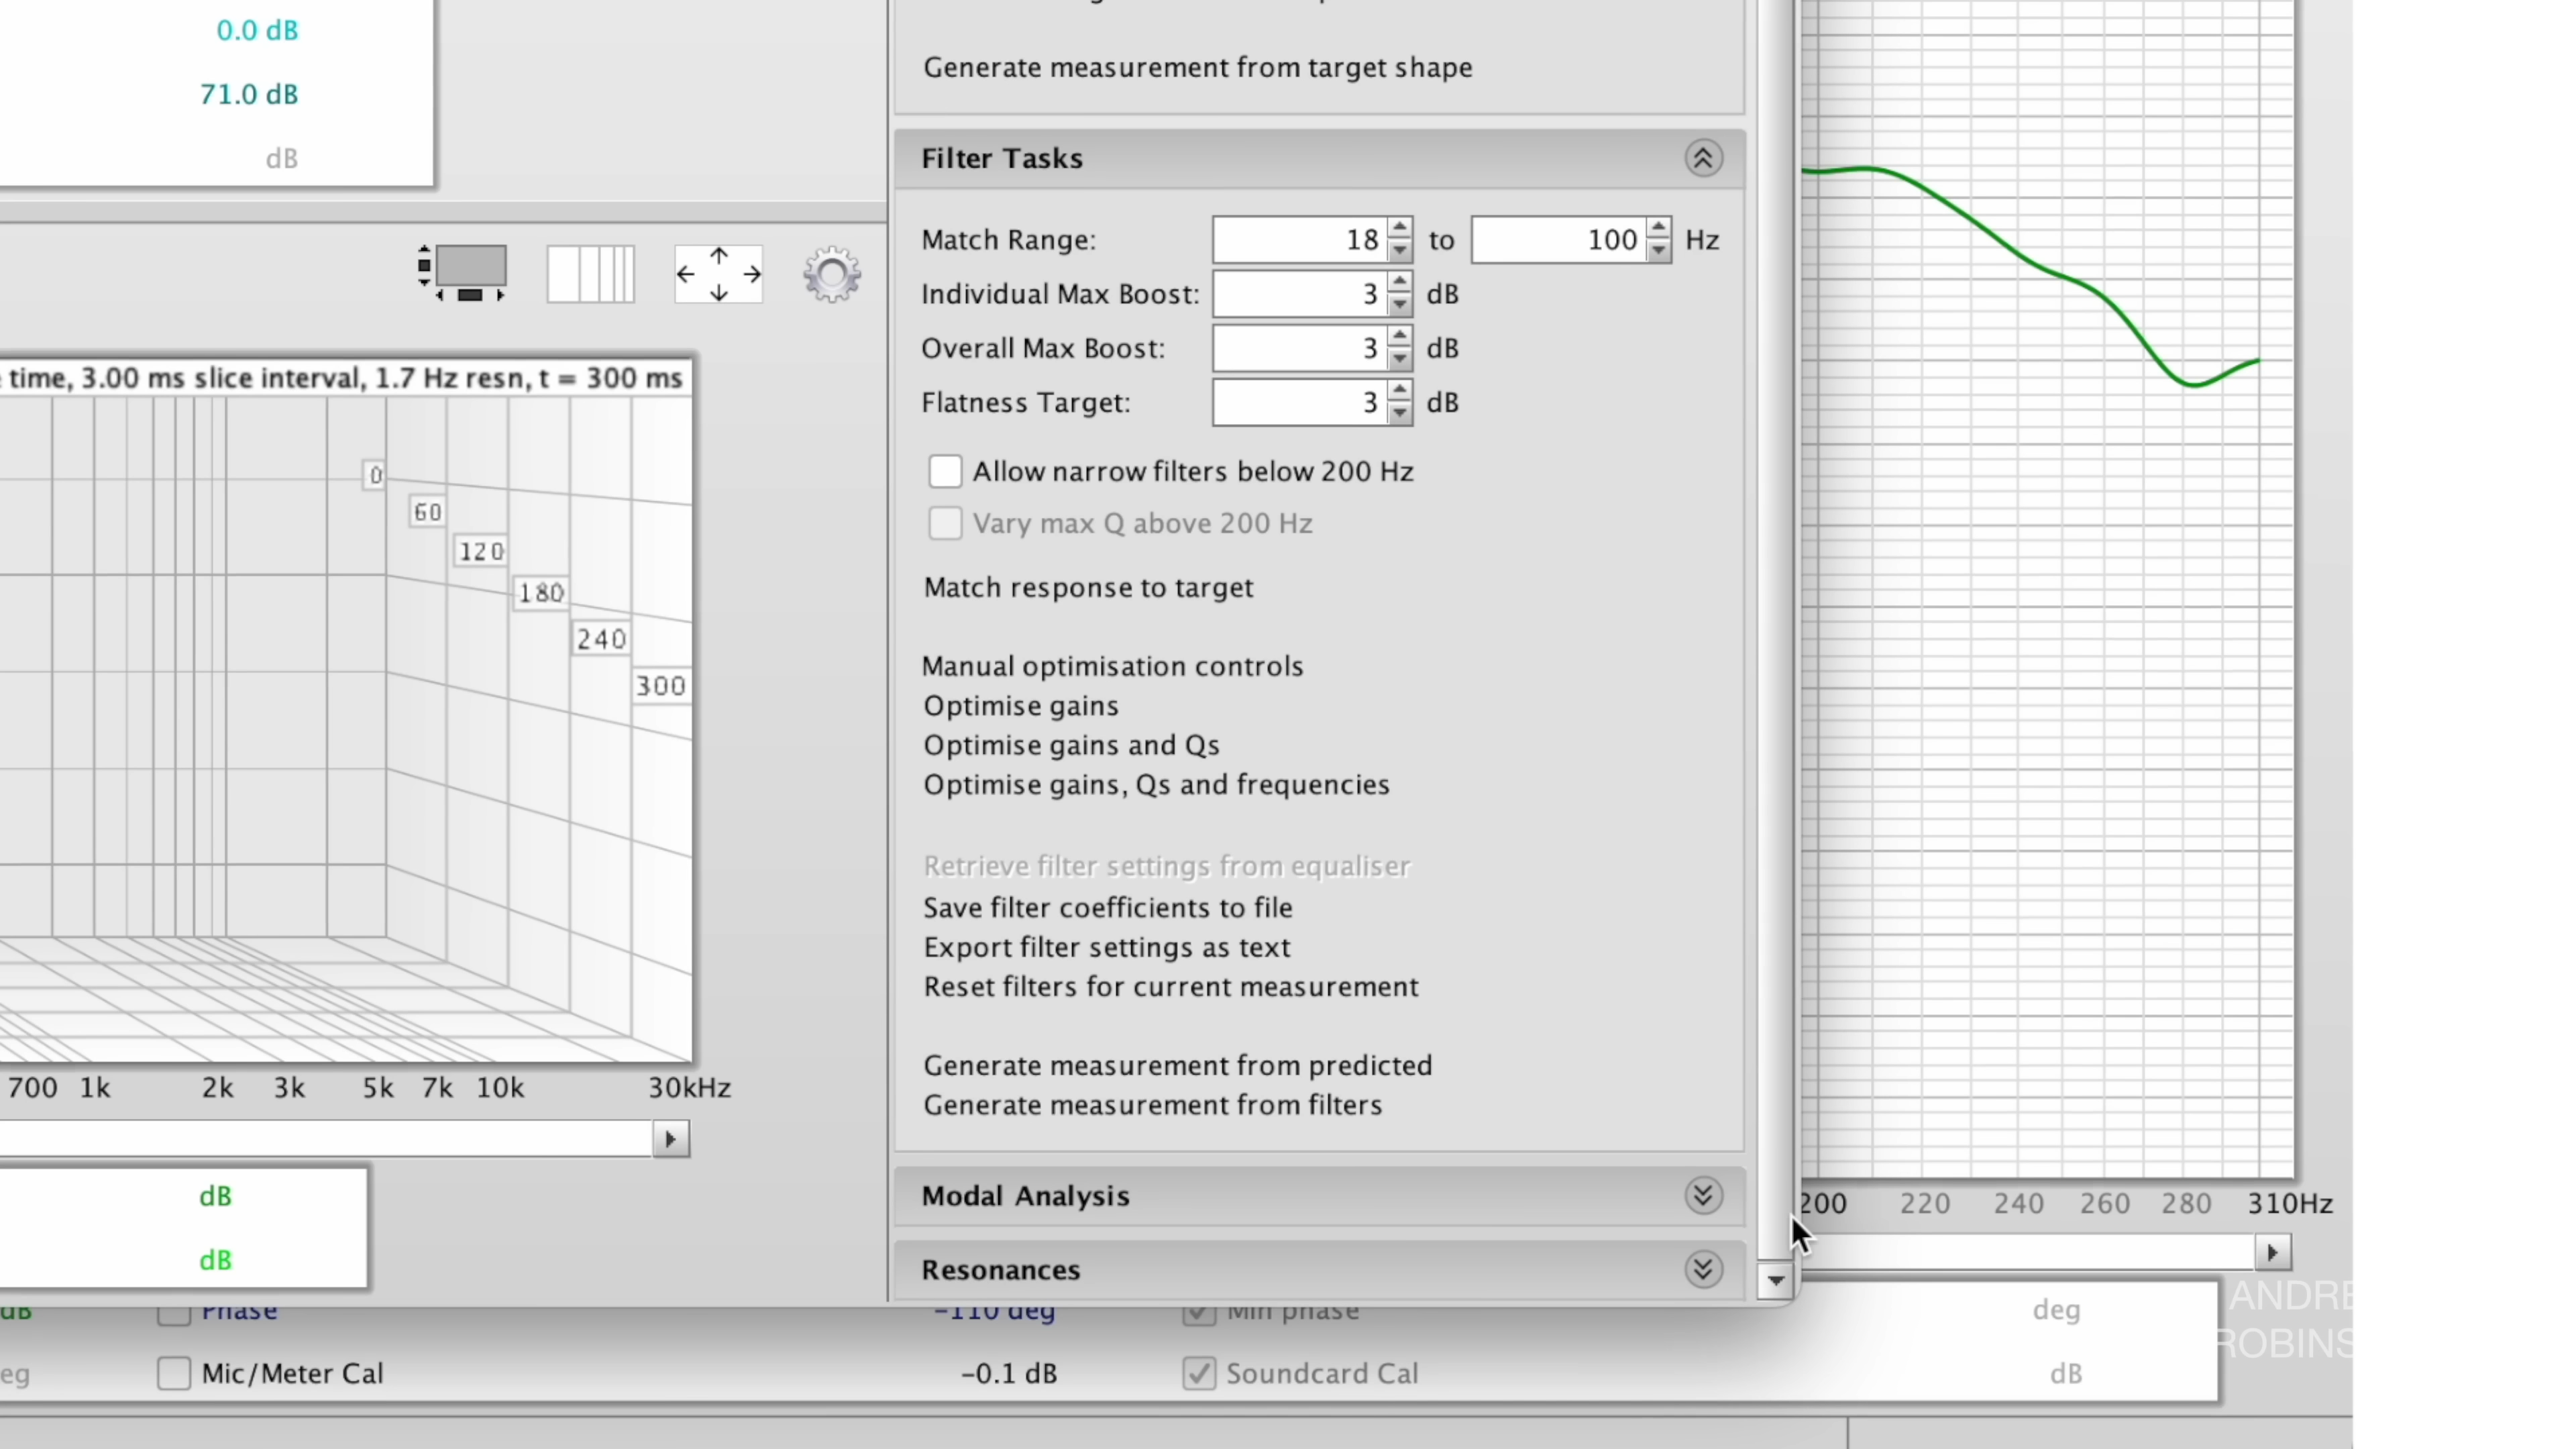 0.0 dB
71.0 dB
dB
time, 3.00 ms slice interval, 1.7 Hz resn, t = 300 ms
0
60
120
180
240
300
700 1k 2k 3k 5k 7k 10k 30kHz
dB
dB
Generate measurement from target shape
Filter Tasks
Match Range: 18 to 100 Hz
Individual Max Boost: 3 dB
Overall Max Boost: 3 dB
Flatness Target: 3 dB
Allow narrow filters below 200 Hz
Vary max Q above 200 Hz
Match response to target
Manual optimisation controls
Optimise gains
Optimise gains and Qs
Optimise gains, Qs and frequencies
Retrieve filter settings from equaliser
Save filter coefficients to file
Export filter settings as text
Reset filters for current measurement
Generate measurement from predicted
Generate measurement from filters
Modal Analysis
Resonances
200 220 240 260 280 310Hz
dB Phase -110 deg Min phase deg
eg Mic/Meter Cal -0.1 dB Soundcard Cal dB
ANDRE
ROBINS